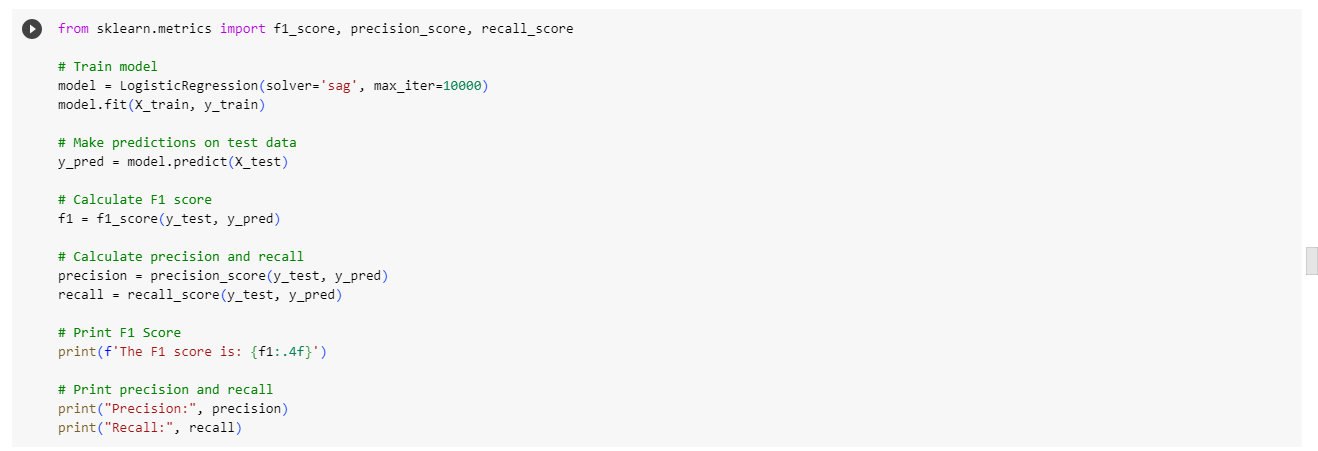 from sklearn.metrics import f1_score, precision_score, recall_score
# Train model
model = LogisticRegression(solver='sag', max_iter=10000)
model.fit(X_train, y_train)
# Make predictions on test data
y_pred = model.predict(X_test)
# Calculate F1 score
f1 = f1_score(y_test, y_pred)
# Calculate precision and recall
precision = precision_score(y_test, y_pred)
recall = recall_score(y_test, y_pred)
# Print F1 Score
print(f'The F1 score is: {f1:.4f}')
# Print precision and recall
print("Precision:", precision)
print("Recall:", recall)